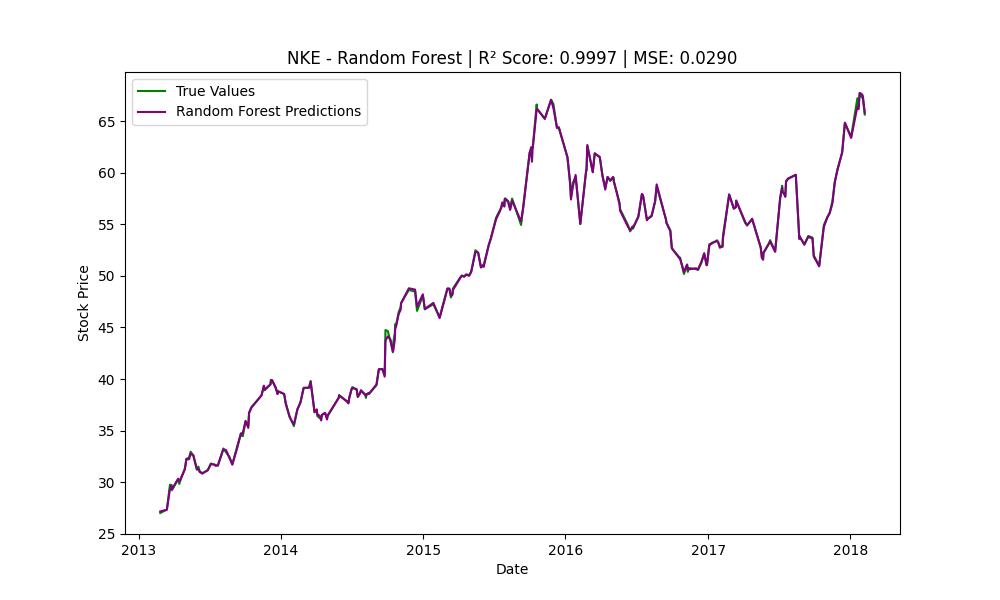 NKE - Random Forest | R² Score: 0.9997 | MSE: 0.0290
True Values
Random Forest Predictions
65
60
55
50
45
40
35
30
25
Stock Price
2013 2014 2015 2016 2017 2018
Date